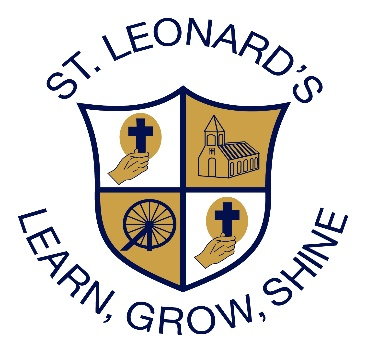 ST. LEONARD'S
LEARN, GROW, SHINE